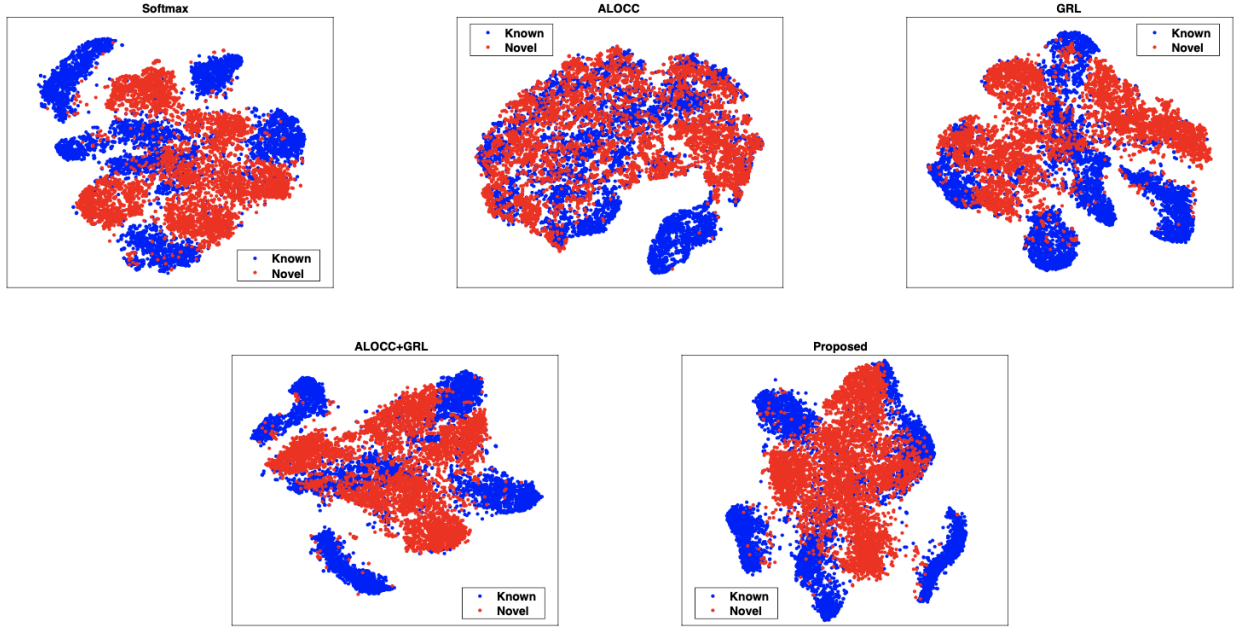 Softmax
Known
Novel
ALOCC
Known
Novel
GRL
Known
Novel
ALOCC+GRL
Known
Novel
Proposed
Known
Novel